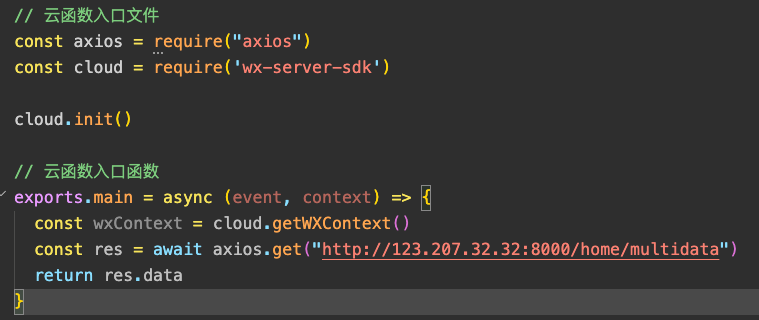 // 云函数入口文件
const axios = require("axios")
const cloud = require('wx-server-sdk')
cloud.init()
// 云函数入口函数
exports.main = async (event, context) => {
const wxContext = cloud.getWXContext()
const res = await axios.get("http://123.207.32.32:8000/home/multidata")
return res.data
}